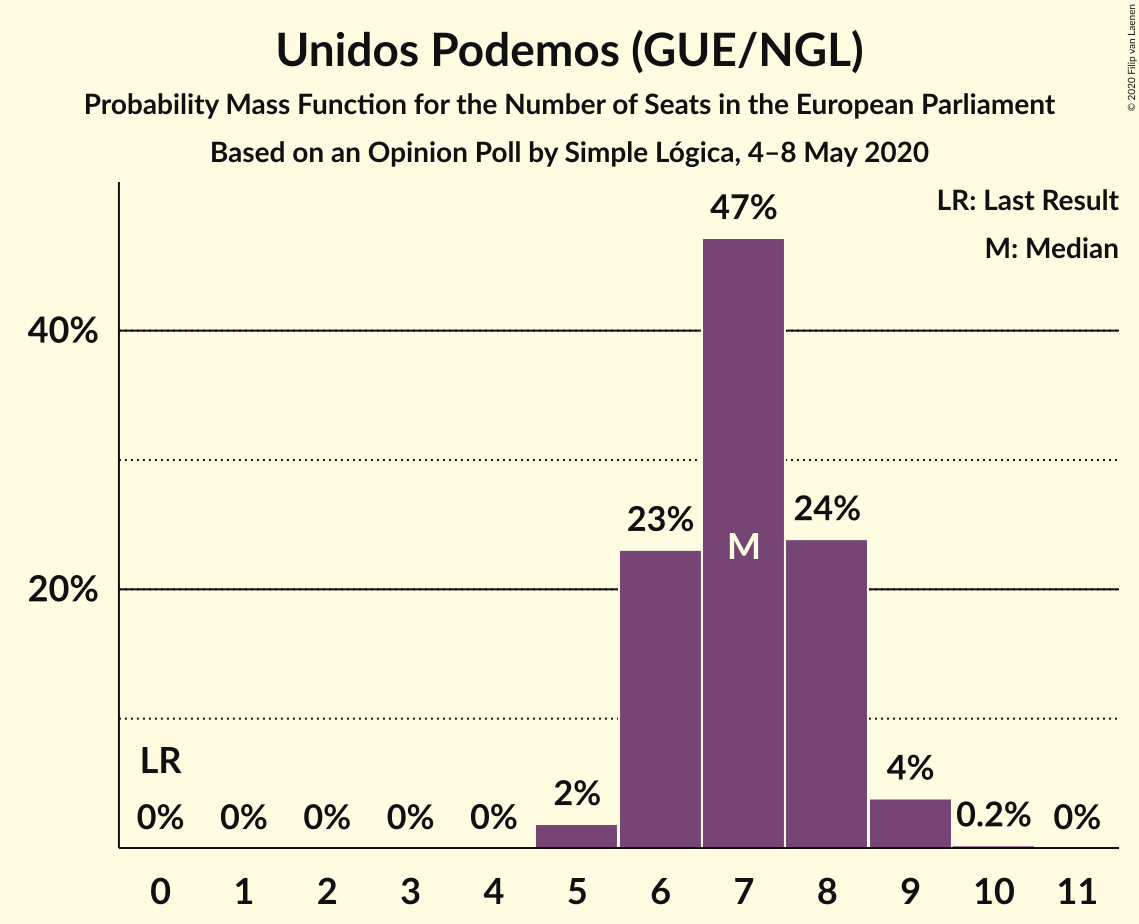 Unidos Podemos (GUE/NGL)
Probability Mass Function for the Number of Seats in the European Parliament
Based on an Opinion Poll by Simple Lógica, 4–8 May 2020
© 2020 Filip van Laenen
LR: Last Result
M: Median
47%
40%
24%
23%
M
20%
LR
4%
2%
0% 0% 0% 0% 0% 0.2% 0%
0 1 2 3 4 5 6 7 8 9 10 11